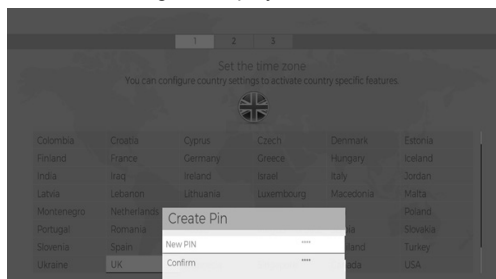 1 2 3
Set the time zone
You can configure country settings to activate country specific features.
Colombia Croatia Cyprus Czech Denmark Estonia
Finland France Germany Greece Hungary Iceland
India Iraq Ireland Israel Italy Jordan
Latvia Lebanon Lithuania Luxembourg Macedonia Malta
Montenegro Netherlands Poland
Portugal Romania Slovakia
Slovenia Spain Turkey
Ukraine UK USA
Create Pin
New PIN ****
Confirm ****